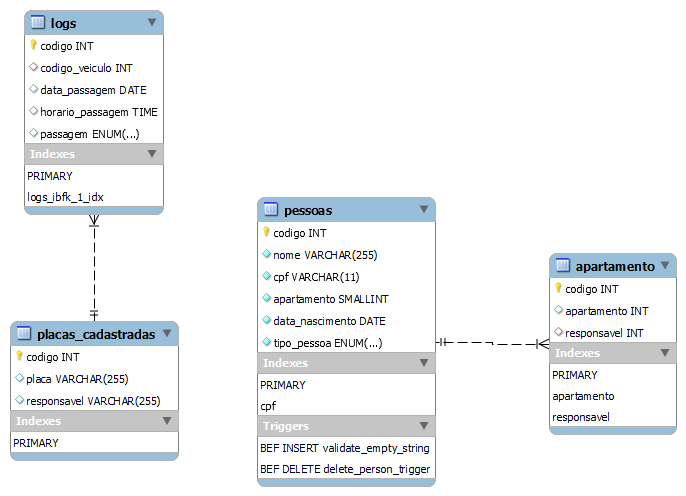 logs
codigo INT
codigo_veiculo INT
data_passagem DATE
horario_passagem TIME
passagem ENUM(...)
Indexes
PRIMARY
logs_ibfk_1_idx
placas_cadastradas
codigo INT
placa VARCHAR(255)
responsavel VARCHAR(255)
Indexes
PRIMARY
pessoas
codigo INT
nome VARCHAR(255)
cpf VARCHAR(11)
apartamento SMALLINT
data_nascimento DATE
tipo_pessoa ENUM(...)
Indexes
PRIMARY
cpf
Triggers
BEF INSERT validate_empty_string
BEF DELETE delete_person_trigger
apartamento
codigo INT
apartamento INT
responsavel INT
Indexes
PRIMARY
apartamento
responsavel